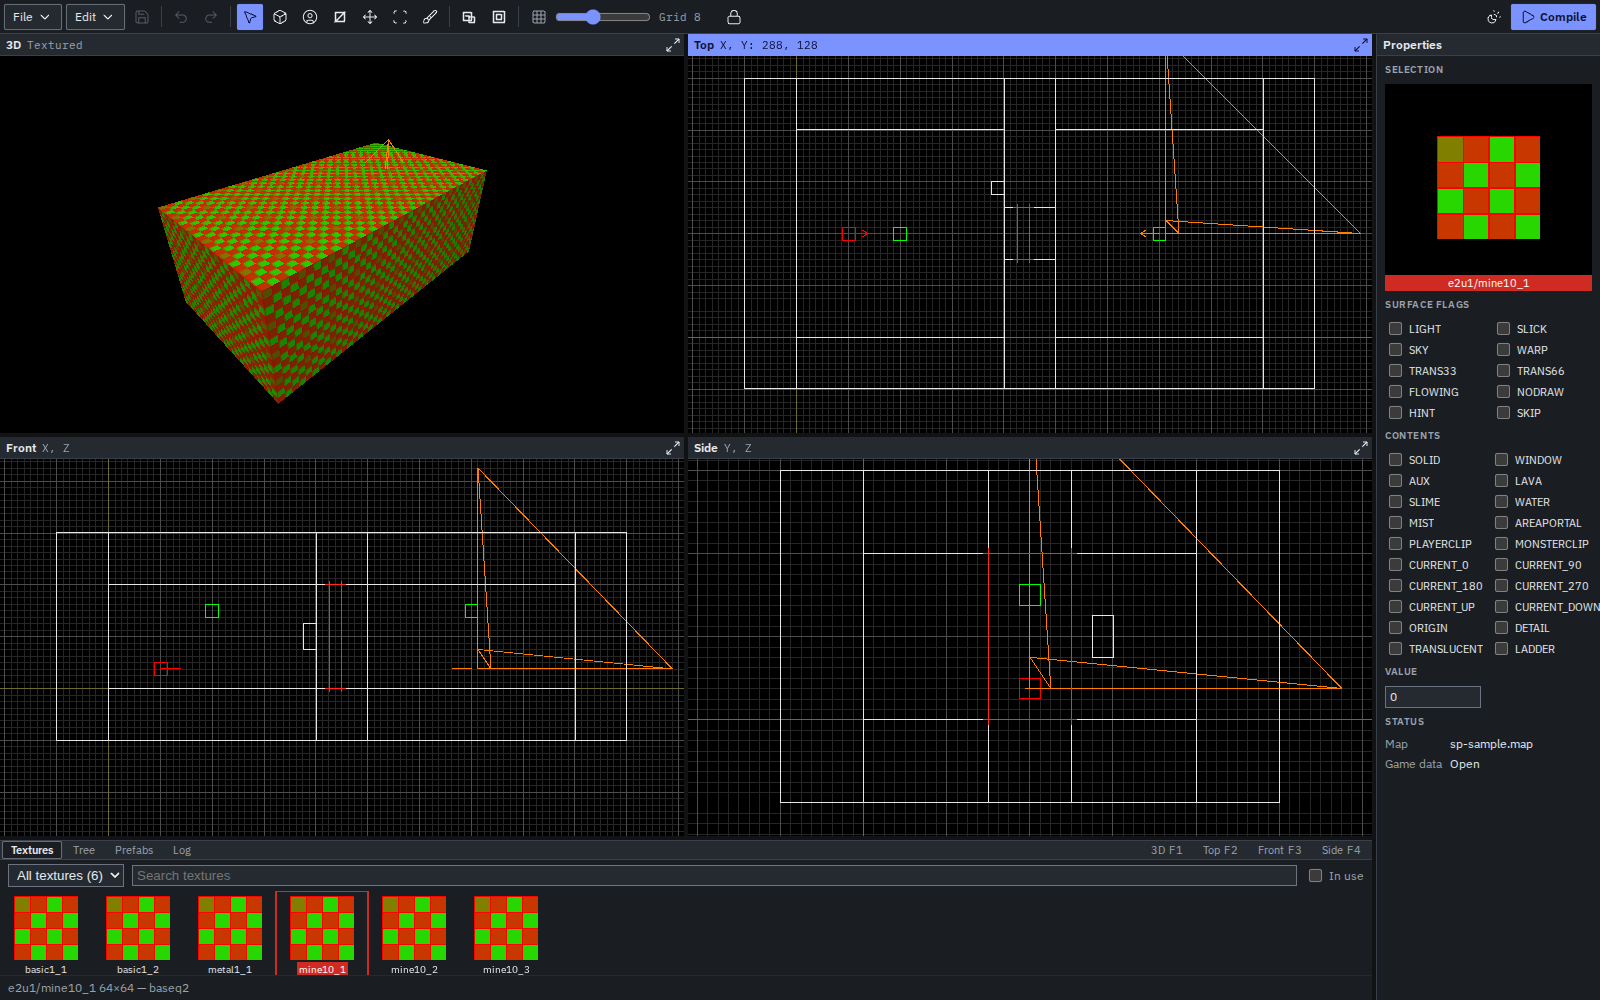 File Edit Grid 8 Compile
3D Textured
Top X, Y: 288, 128
Properties
SELECTION
e2u1/mine10_1
SURFACE FLAGS
LIGHT SLICK
SKY WARP
TRANS33 TRANS66
FLOWING NODRAW
HINT SKIP
CONTENTS
SOLID WINDOW
AUX LAVA
SLIME WATER
MIST AREAPORTAL
PLAYERCLIP MONSTERCLIP
CURRENT_0 CURRENT_90
CURRENT_180 CURRENT_270
CURRENT_UP CURRENT_DOWN
ORIGIN DETAIL
TRANSLUCENT LADDER
VALUE
0
STATUS
Map sp-sample.map
Game data Open
Front X, Z
Side Y, Z
Textures Tree Prefabs Log 3D F1 Top F2 Front F3 Side F4
All textures (6) Search textures In use
basic1_1 basic1_2 metal1_1 mine10_1 mine10_2 mine10_3
e2u1/mine10_1 64×64 — baseq2